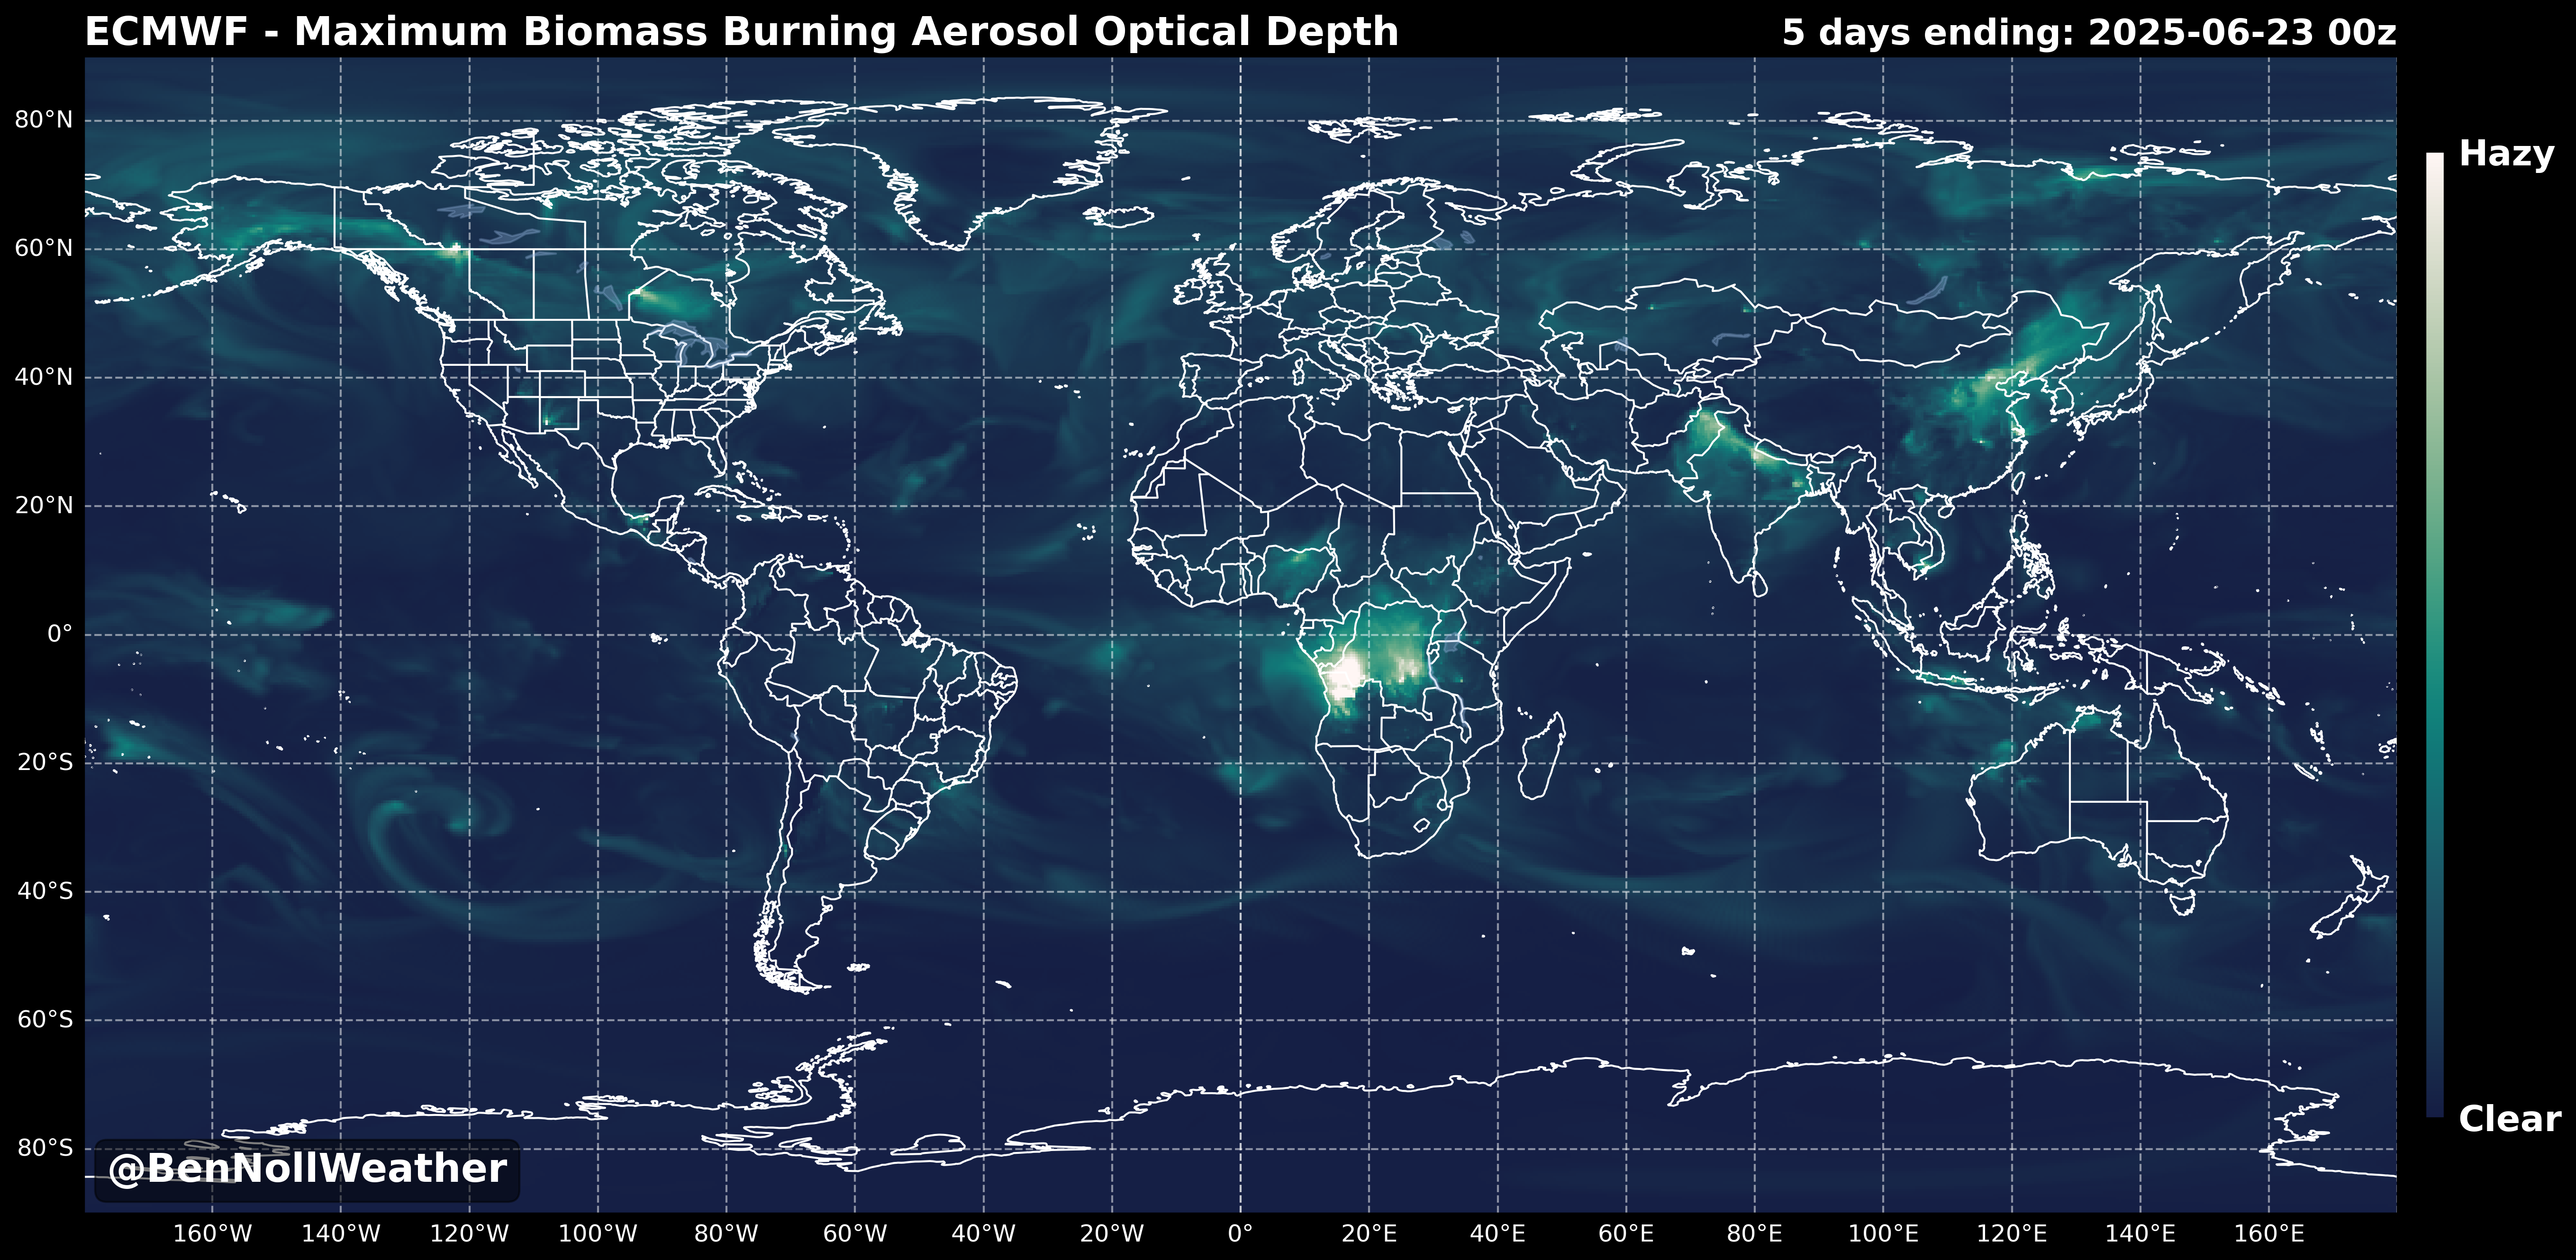 ECMWF - Maximum Biomass Burning Aerosol Optical Depth
5 days ending: 2025-06-23 00z
Hazy
80°N
60°N
40°N
20°N
0°
20°S
40°S
60°S
80°S
Clear
@BenNollWeather
160°W 140°W 120°W 100°W 80°W 60°W 40°W 20°W 0° 20°E 40°E 60°E 80°E 100°E 120°E 140°E 160°E